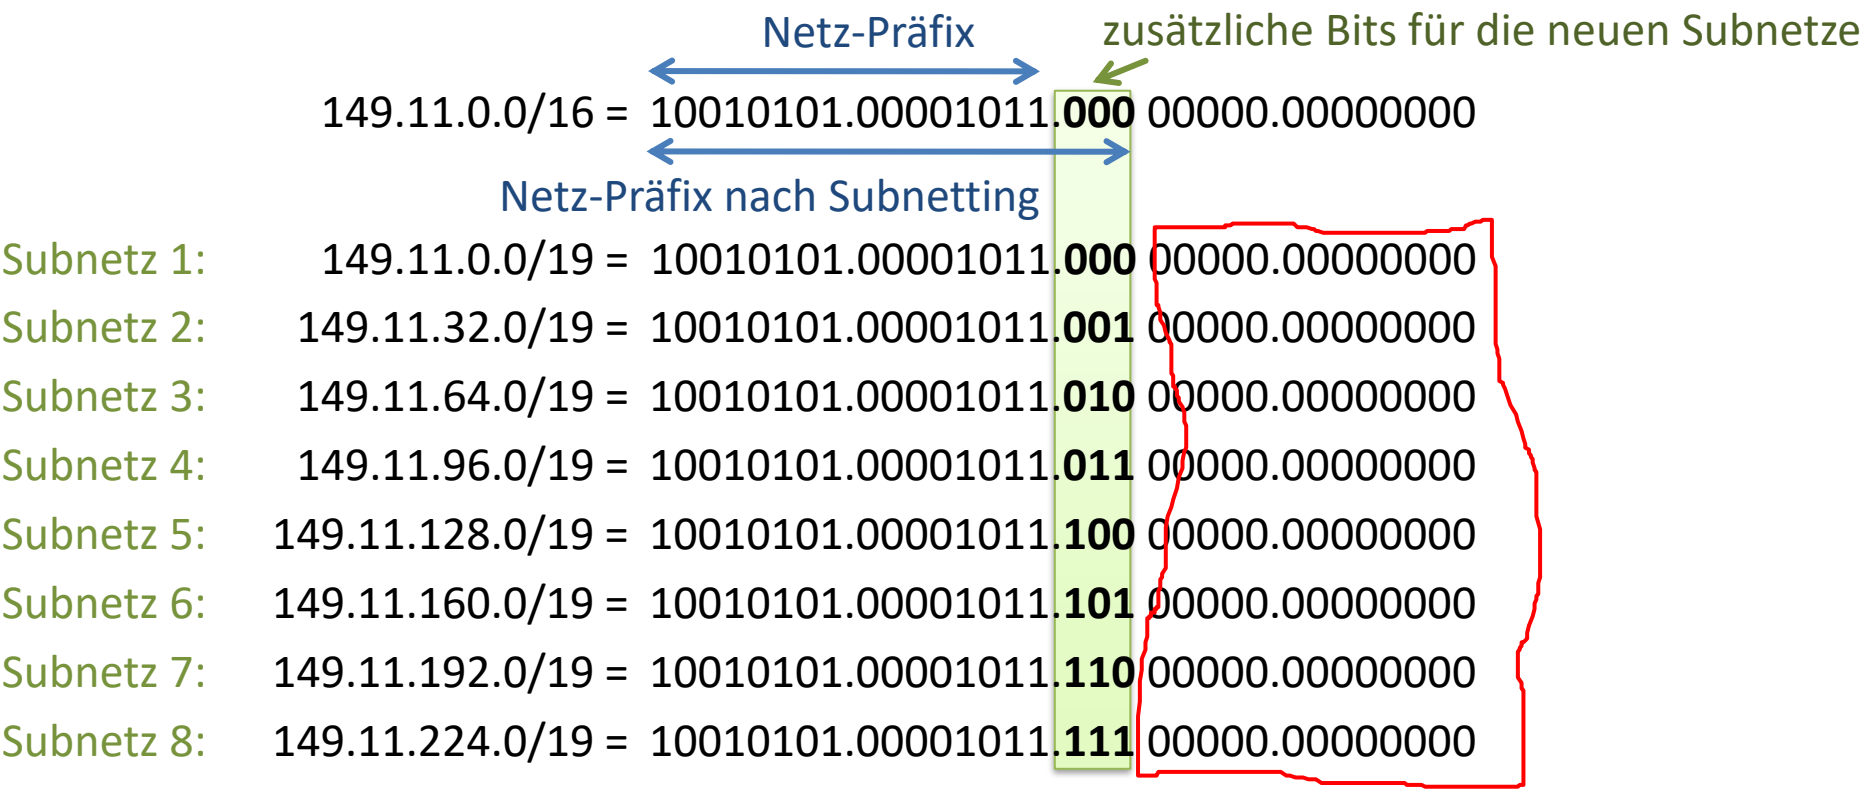 Netz-Präfix
zusätzliche Bits für die neuen Subnetze
149.11.0.0/16 = 10010101.00001011.000 00000.00000000
Netz-Präfix nach Subnetting
Subnetz 1: 149.11.0.0/19 = 10010101.00001011.000 00000.00000000
Subnetz 2: 149.11.32.0/19 = 10010101.00001011.001 00000.00000000
Subnetz 3: 149.11.64.0/19 = 10010101.00001011.010 00000.00000000
Subnetz 4: 149.11.96.0/19 = 10010101.00001011.011 00000.00000000
Subnetz 5: 149.11.128.0/19 = 10010101.00001011.100 00000.00000000
Subnetz 6: 149.11.160.0/19 = 10010101.00001011.101 00000.00000000
Subnetz 7: 149.11.192.0/19 = 10010101.00001011.110 00000.00000000
Subnetz 8: 149.11.224.0/19 = 10010101.00001011.111 00000.00000000